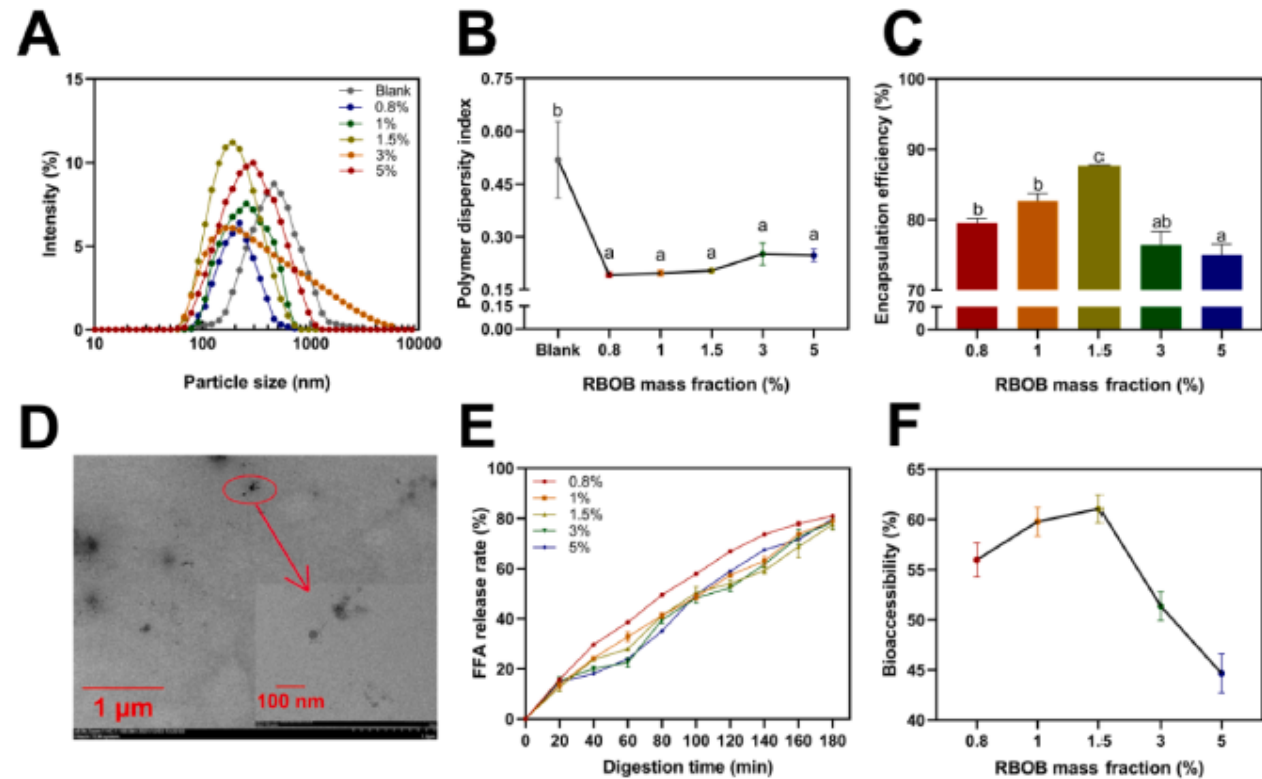 A
B
C
15
10
5
0
10
100
1000
10000
Intensity (%)
Particle size (nm)
Blank
0.8%
1%
1.5%
3%
5%
0.75
0.60
0.45
0.30
0.15
0.00
Polymer dispersity index
b
a
a
a
a
a
Blank
0.8
1
1.5
3
5
RBOB mass fraction (%)
100
90
80
70
70
0
Encapsulation efficiency (%)
b
b
c
ab
a
0.8
1
1.5
3
5
RBOB mass fraction (%)
D
E
F
1 µm
100 nm
100
80
60
40
20
0
FFA release rate (%)
0.8%
1%
1.5%
3%
5%
0
20
40
60
80
100
120
140
160
180
Digestion time (min)
65
60
55
50
45
40
Bioaccessibility (%)
0.8
1
1.5
3
5
RBOB mass fraction (%)